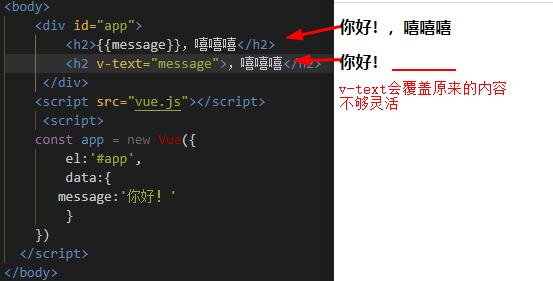 <body>
<div id="app">
<h2>{{message}}，嘻嘻嘻</h2>
<h2 v-text="message">，嘻嘻嘻</h2>
</div>
<script src="vue.js"></script>
<script>
const app = new Vue({
el:'#app',
data:{
message:'你好！'
}
})
</script>
</body>
你好！，嘻嘻嘻
你好！
v-text会覆盖原来的内容
不够灵活